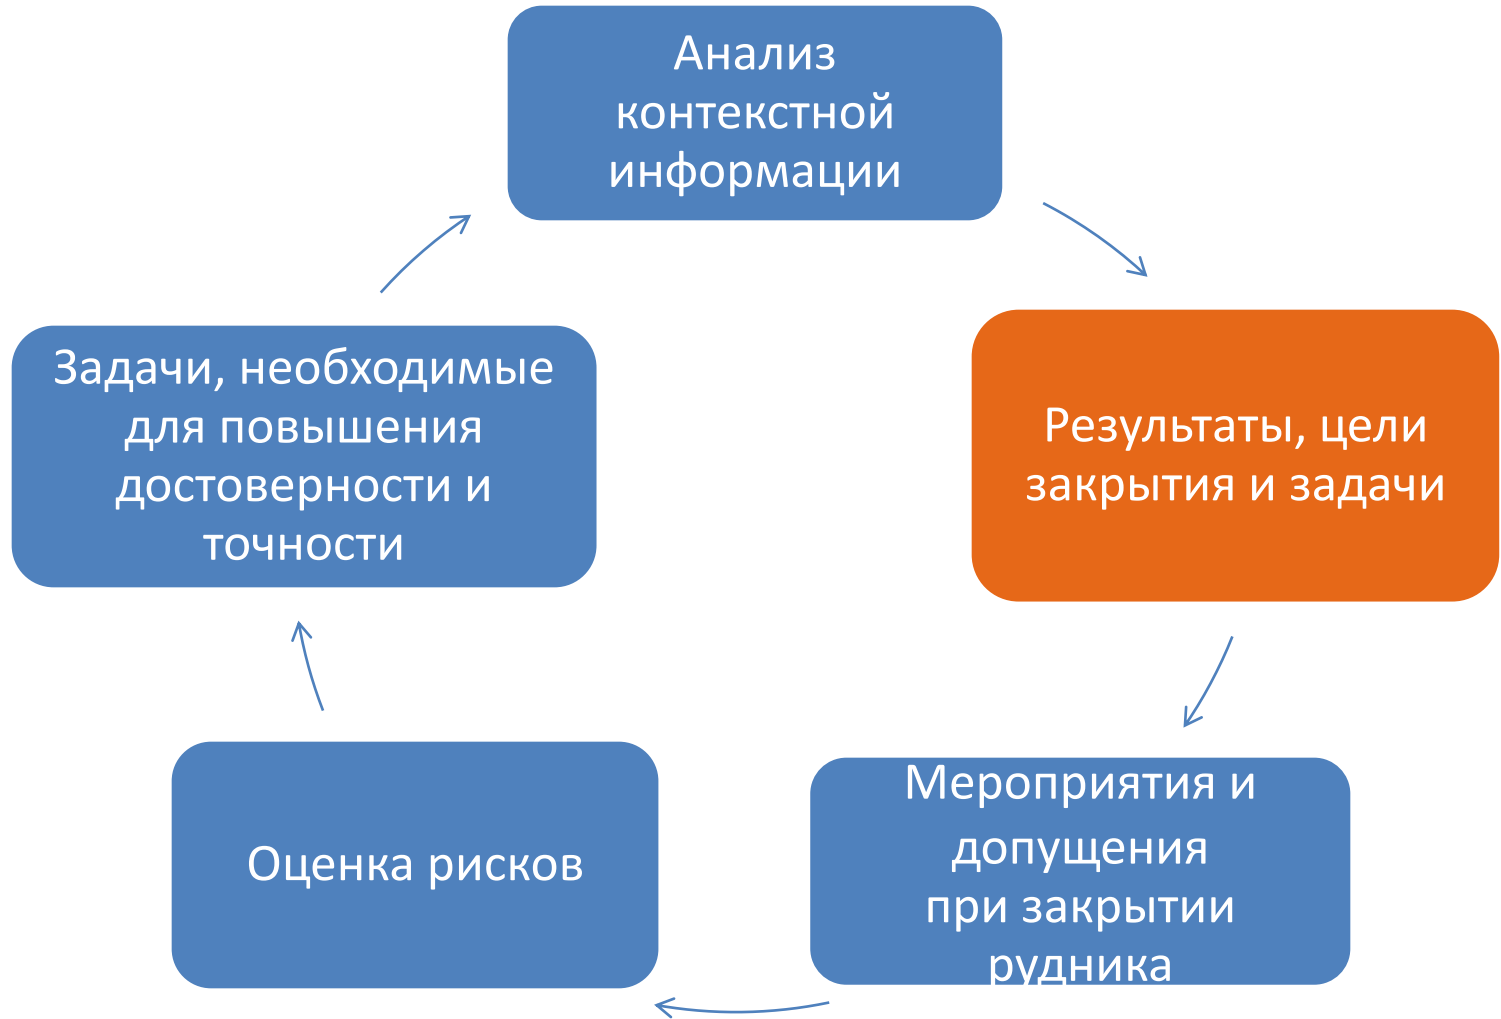 Анализ
контекстной
информации
Результаты, цели
закрытия и задачи
Мероприятия и
допущения
при закрытии
рудника
Оценка рисков
Задачи, необходимые
для повышения
достоверности и
точности